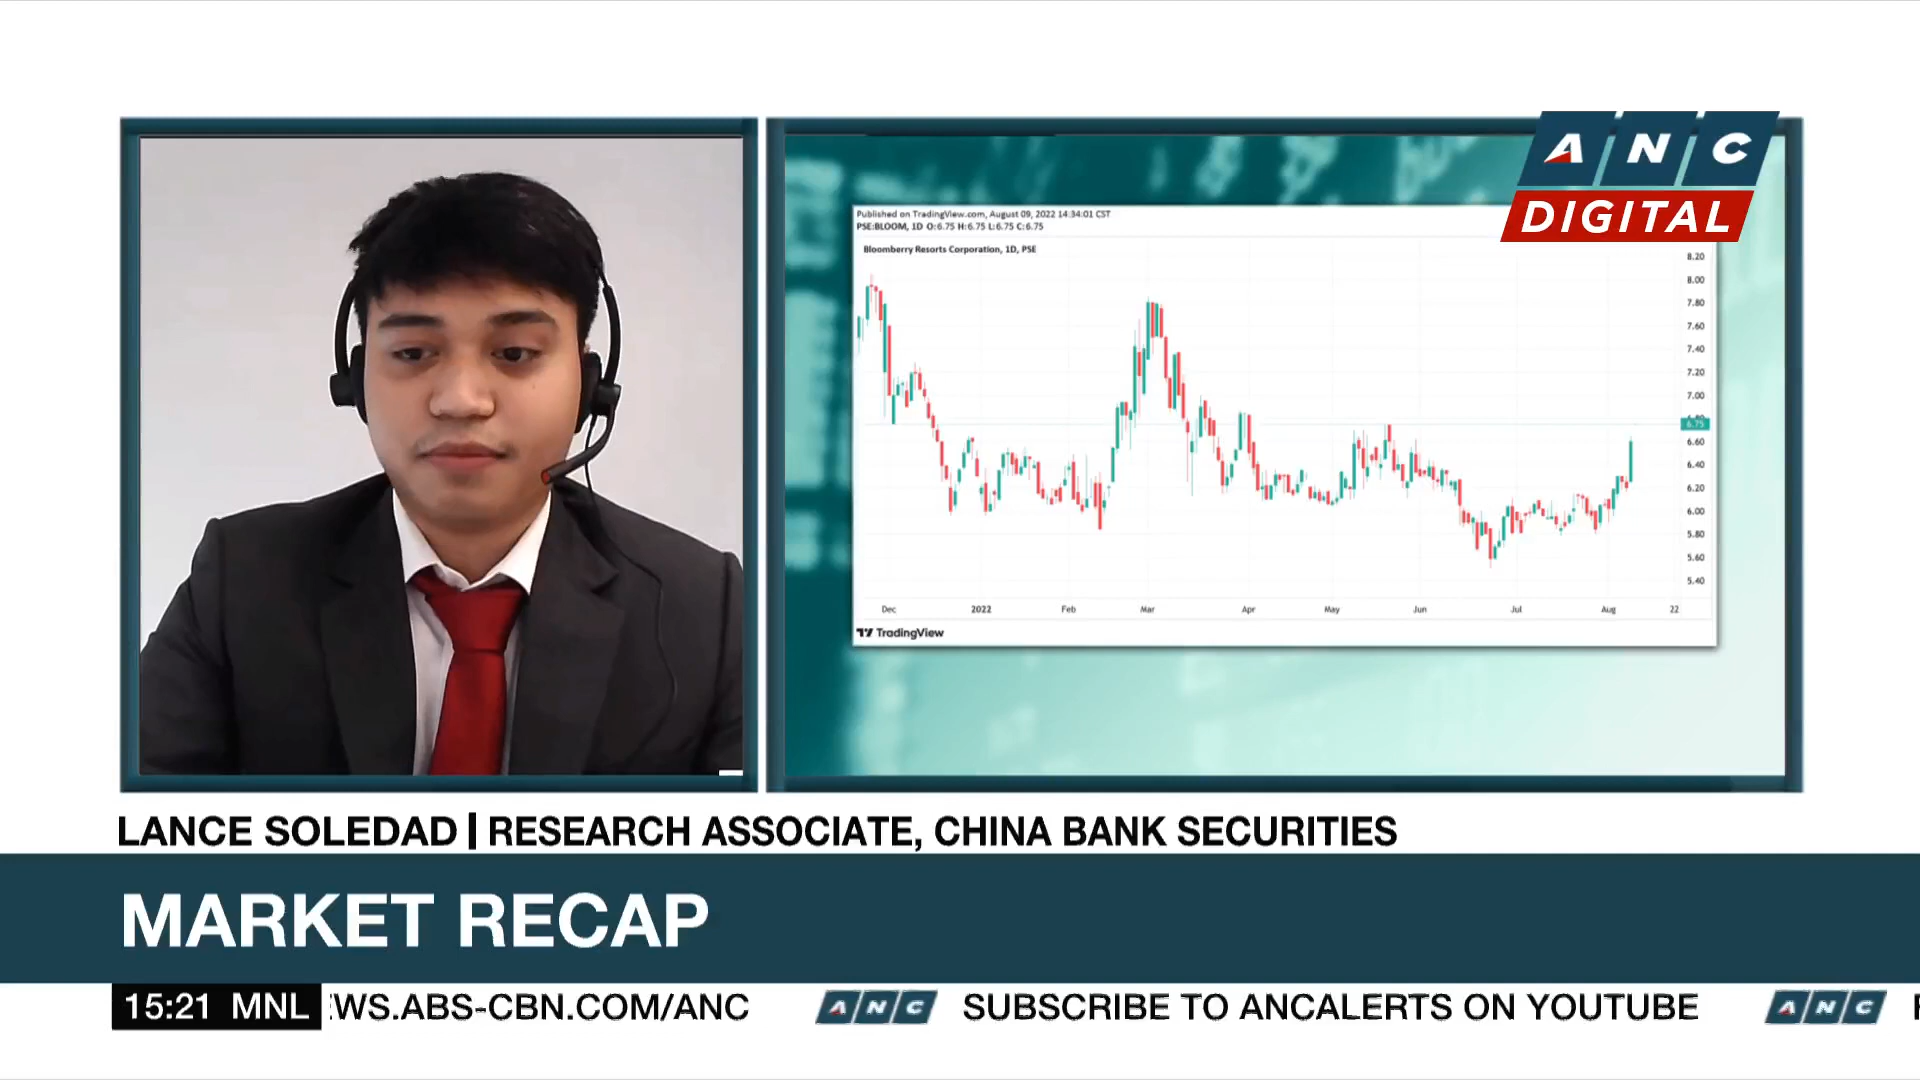 ANC
DIGITAL
Published on TradingView.com, August 09, 2022 14:34:01 CST
PSE:BLOOM, 1D O:6.75 H:6.75 L:6.75 C:6.75
Bloomberry Resorts Corporation, 1D, PSE
8.20
8.00
7.80
7.60
7.40
7.20
7.00
6.75
6.60
6.40
6.20
6.00
5.80
5.60
5.40
Dec 2022 Feb Mar Apr May Jun Jul Aug 22
TradingView
LANCE SOLEDAD | RESEARCH ASSOCIATE, CHINA BANK SECURITIES
MARKET RECAP
15:21 MNL WS.ABS-CBN.COM/ANC ANC SUBSCRIBE TO ANCALERTS ON YOUTUBE ANC